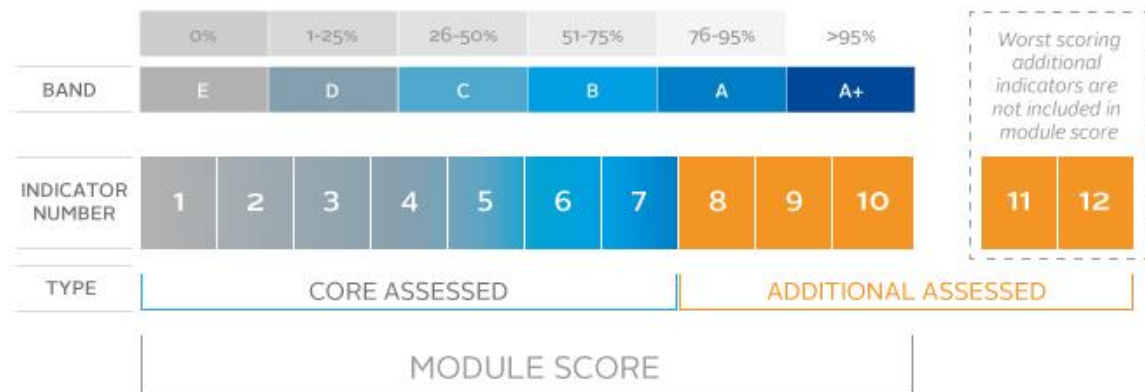 0% 1-25% 26-50% 51-75% 76-95% >95%
BAND E D C B A A+
Worst scoring
additional
indicators are
not included in
module score
INDICATOR
NUMBER
1 2 3 4 5 6 7 8 9 10 11 12
TYPE CORE ASSESSED ADDITIONAL ASSESSED
MODULE SCORE